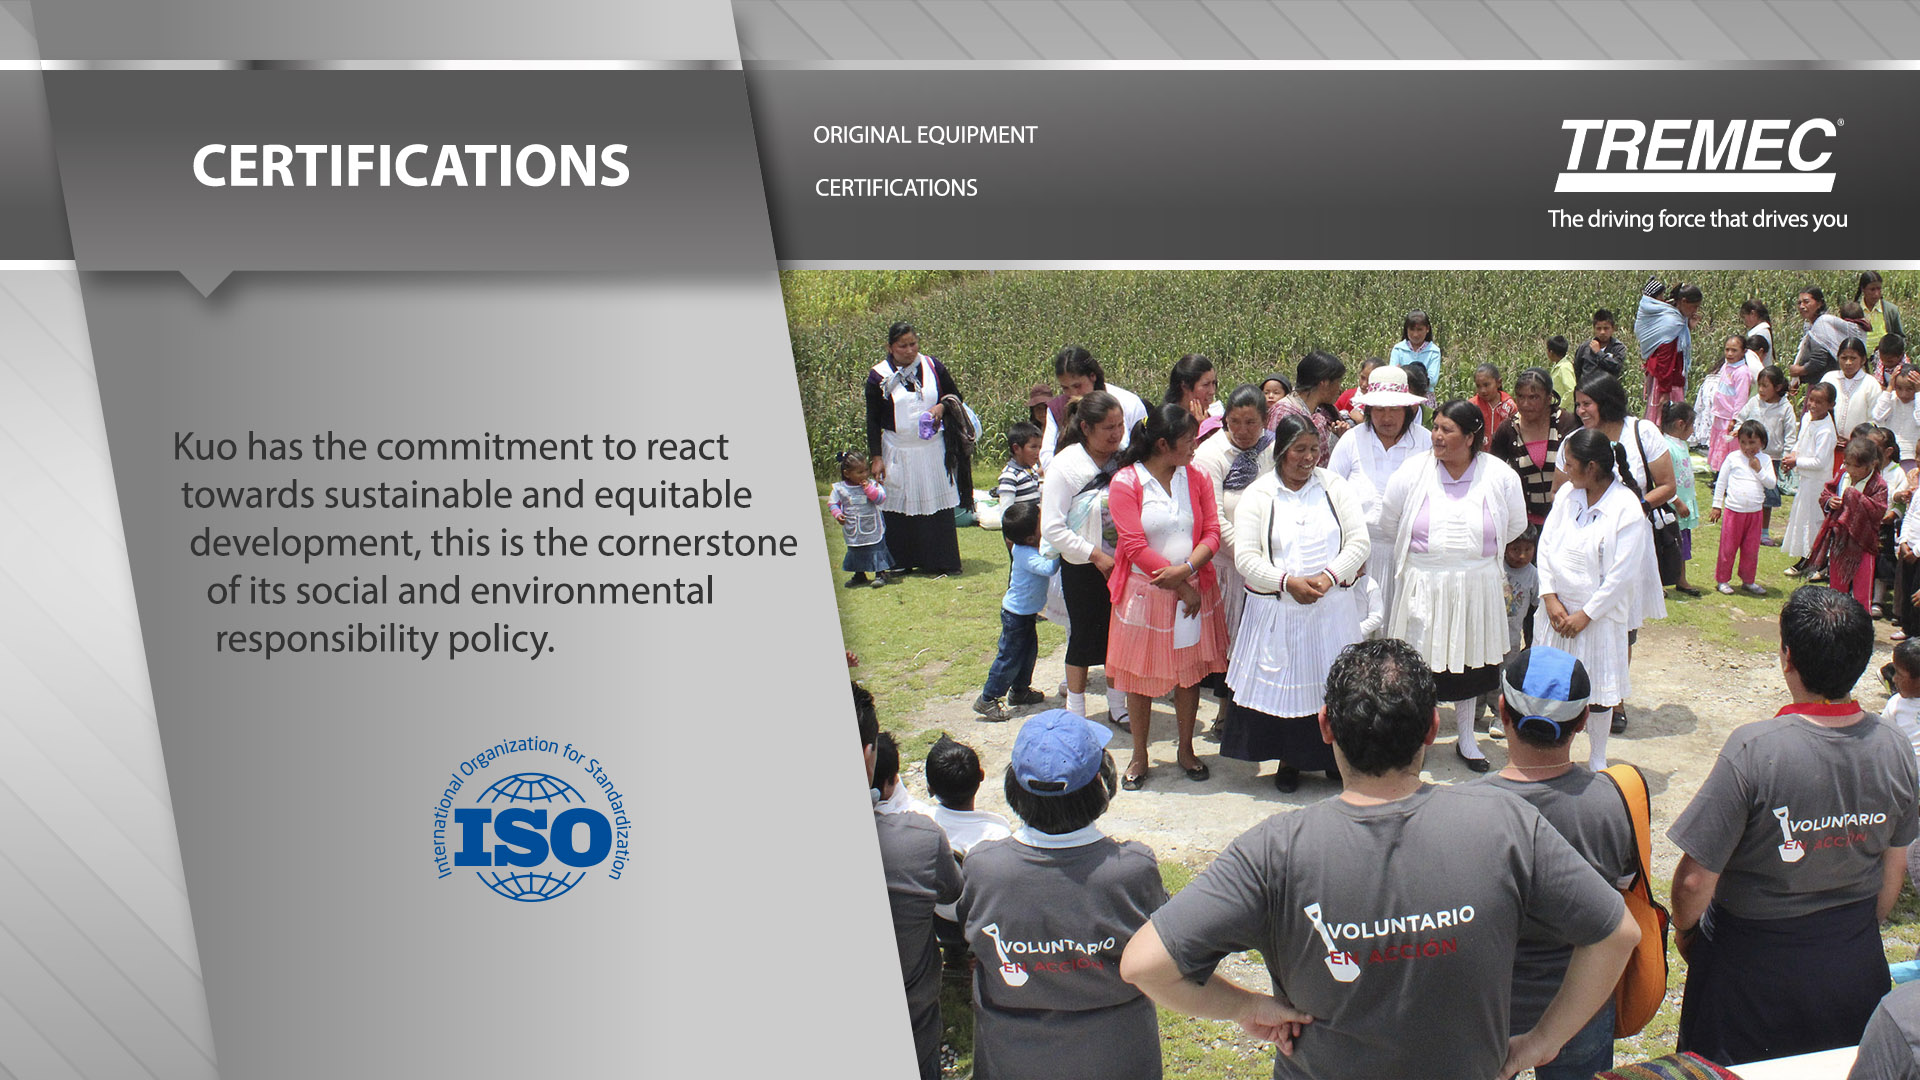 CERTIFICATIONS
ORIGINAL EQUIPMENT
CERTIFICATIONS
TREMEC®
The driving force that drives you
Kuo has the commitment to react
towards sustainable and equitable
development, this is the cornerstone
of its social and environmental
responsibility policy.
International Organization for Standardization
ISO
VOLUNTARIO
EN ACCIÓN
VOLUNTARIO
EN ACCIÓN
VOLUNTARIO
EN ACCIÓN